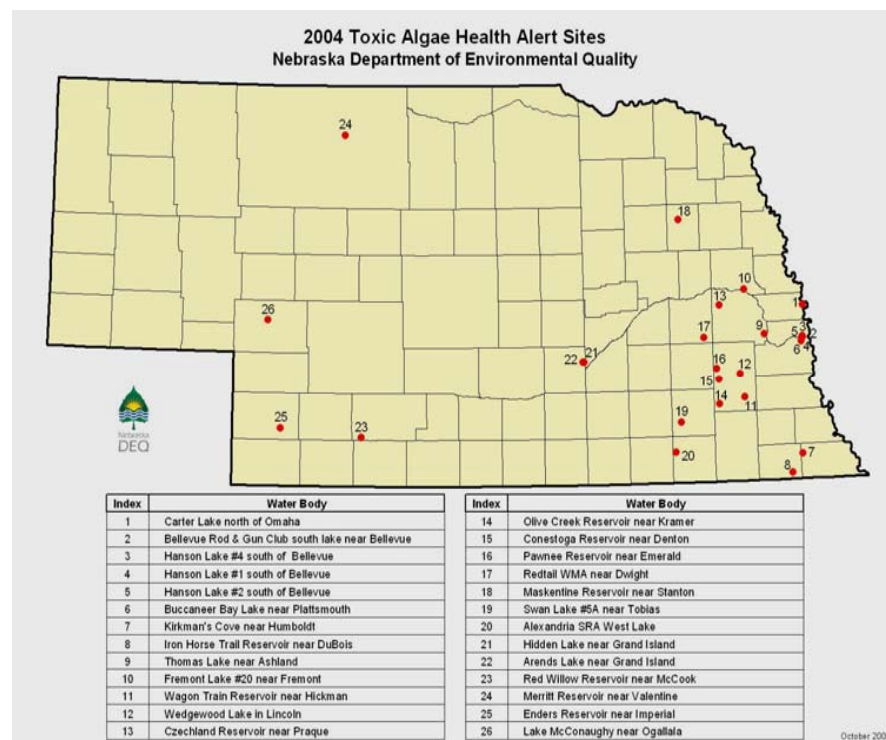 2004 Toxic Algae Health Alert Sites
Nebraska Department of Environmental Quality
24
18
10
13
1
26
17
9
5
3
2
6
4
22
21
16
12
15
14
11
25
23
19
20
7
8
Nebraska
DEQ
Index Water Body
1 Carter Lake north of Omaha
2 Bellevue Rod & Gun Club south lake near Bellevue
3 Hanson Lake #4 south of Bellevue
4 Hanson Lake #1 south of Bellevue
5 Hanson Lake #2 south of Bellevue
6 Buccaneer Bay Lake near Plattsmouth
7 Kirkman's Cove near Humboldt
8 Iron Horse Trail Reservoir near DuBois
9 Thomas Lake near Ashland
10 Fremont Lake #20 near Fremont
11 Wagon Train Reservoir near Hickman
12 Wedgewood Lake in Lincoln
13 Czechland Reservoir near Praque
Index Water Body
14 Olive Creek Reservoir near Kramer
15 Conestoga Reservoir near Denton
16 Pawnee Reservoir near Emerald
17 Redtail WMA near Dwight
18 Maskentine Reservoir near Stanton
19 Swan Lake #5A near Tobias
20 Alexandria SRA West Lake
21 Hidden Lake near Grand Island
22 Arends Lake near Grand Island
23 Red Willow Reservoir near McCook
24 Merritt Reservoir near Valentine
25 Enders Reservoir near Imperial
26 Lake McConaughy near Ogallala
October 200